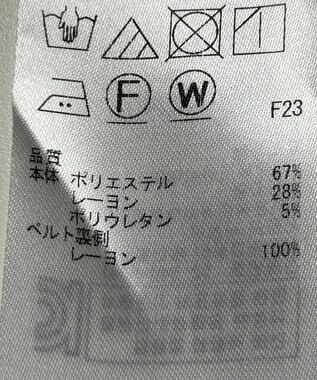 F W
F23
品質
本体 ポリエステル 67%
レーヨン 28%
ポリウレタン 5%
ベルト裏側
レーヨン 100%